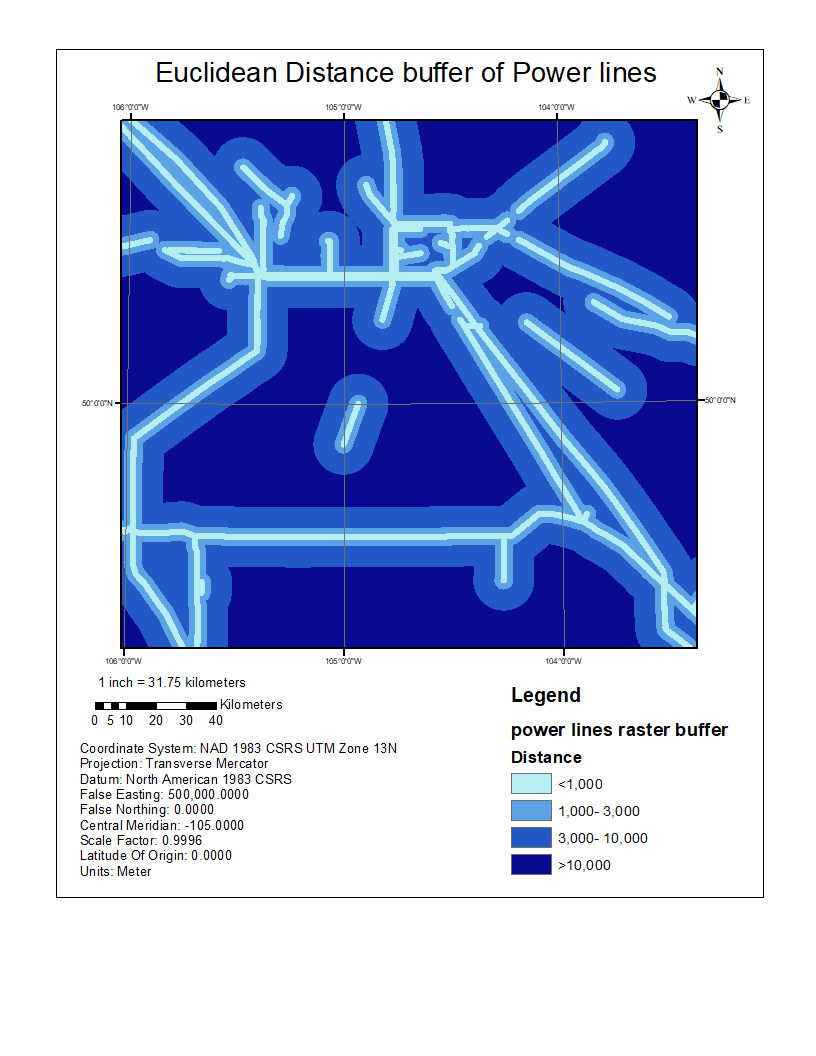 Euclidean Distance buffer of Power lines
N
W E
S
106°0'0"W 105°0'0"W 104°0'0"W
50°0'0"N 50°0'0"N
106°0'0"W 105°0'0"W 104°0'0"W
1 inch = 31.75 kilometers
Kilometers
0 5 10 20 30 40
Coordinate System: NAD 1983 CSRS UTM Zone 13N
Projection: Transverse Mercator
Datum: North American 1983 CSRS
False Easting: 500,000.0000
False Northing: 0.0000
Central Meridian: -105.0000
Scale Factor: 0.9996
Latitude Of Origin: 0.0000
Units: Meter
Legend
power lines raster buffer
Distance
<1,000
1,000- 3,000
3,000- 10,000
>10,000